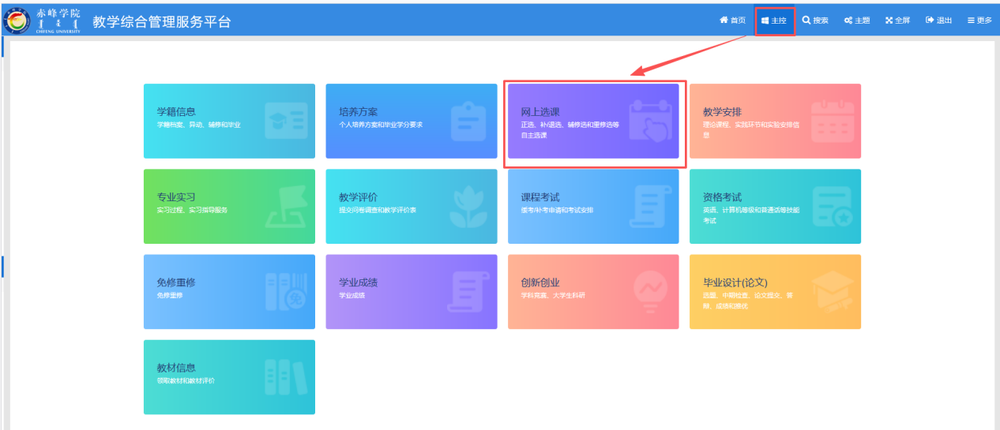 赤峰学院
CHIFENG UNIVERSITY
教学综合管理服务平台
首页
主控
搜索
主题
全屏
退出
更多
学籍信息
学籍档案、异动、辅修和毕业
培养方案
个人培养方案和毕业学分要求
网上选课
正选、补/退选、辅修选和重修选等
自主选课
教学安排
理论课程、实践环节和实验安排信
息
专业实习
实习过程、实习指导服务
教学评价
提交问卷调查和教学评价表
课程考试
缓考/补考申请和考试安排
资格考试
英语、计算机等级和普通话等技能
考试
免修重修
免修重修
免
学业成绩
学业成绩
创新创业
学科竞赛、大学生科研
毕业设计(论文)
选题、中期检查、论文提交、答
辩、成绩和推优
教材信息
领取教材和教材评价